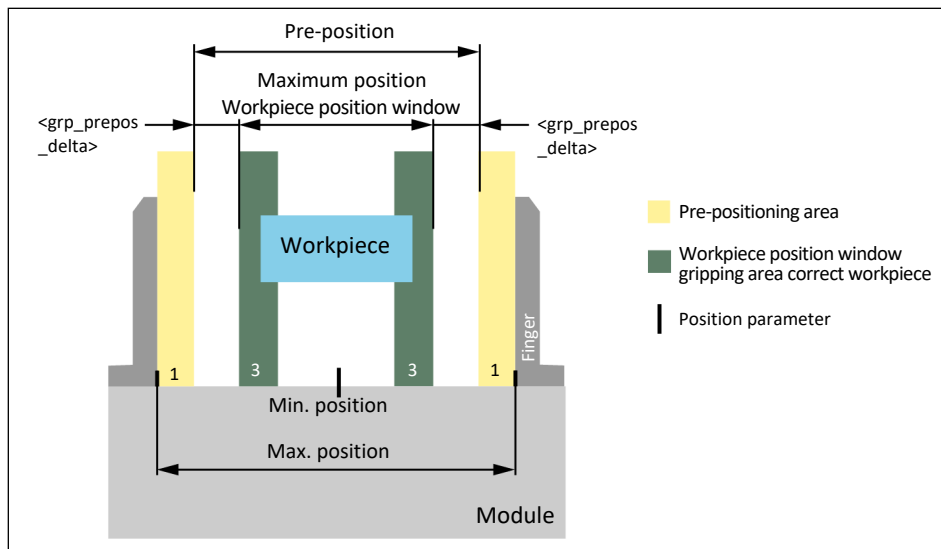 Pre-position
Maximum position
Workpiece position window
<grp_prepos
_delta>
<grp_prepos
_delta>
Workpiece
Pre-positioning area
Workpiece position window
gripping area correct workpiece
Position parameter
Finger
1
3
3
1
Min. position
Max. position
Module